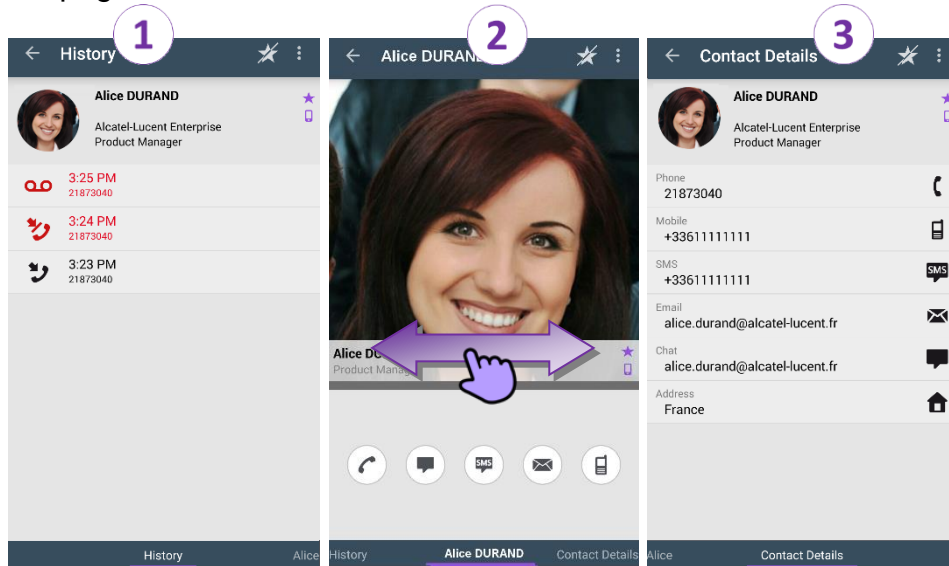 1
History
Alice DURAND
Alcatel-Lucent Enterprise
Product Manager
3:25 PM
21873040
3:24 PM
21873040
3:23 PM
21873040
History
Alice
2
Alice DURAN
Alice D
Product Mana
SMS
History
Alice DURAND
Contact Details
3
Contact Details
Alice DURAND
Alcatel-Lucent Enterprise
Product Manager
Phone
21873040
Mobile
+33611111111
SMS
+33611111111
SMS
Email
alice.durand@alcatel-lucent.fr
Chat
alice.durand@alcatel-lucent.fr
Address
France
Alice
Contact Details